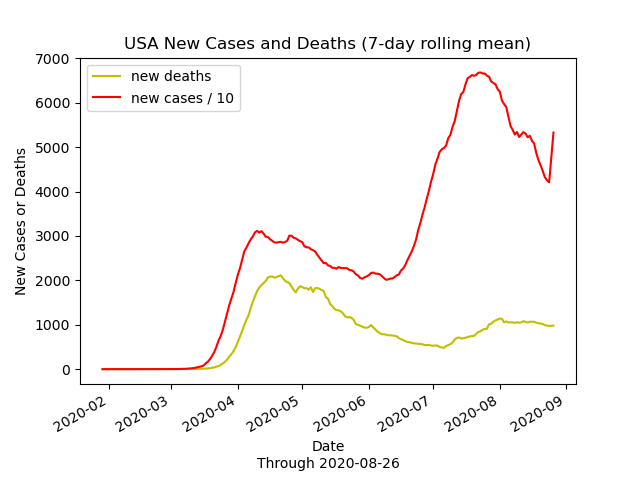 USA New Cases and Deaths (7-day rolling mean)
new deaths
new cases / 10
New Cases or Deaths
7000
6000
5000
4000
3000
2000
1000
0
2020-02
2020-03
2020-04
2020-05
2020-06
2020-07
2020-08
2020-09
Date
Through 2020-08-26